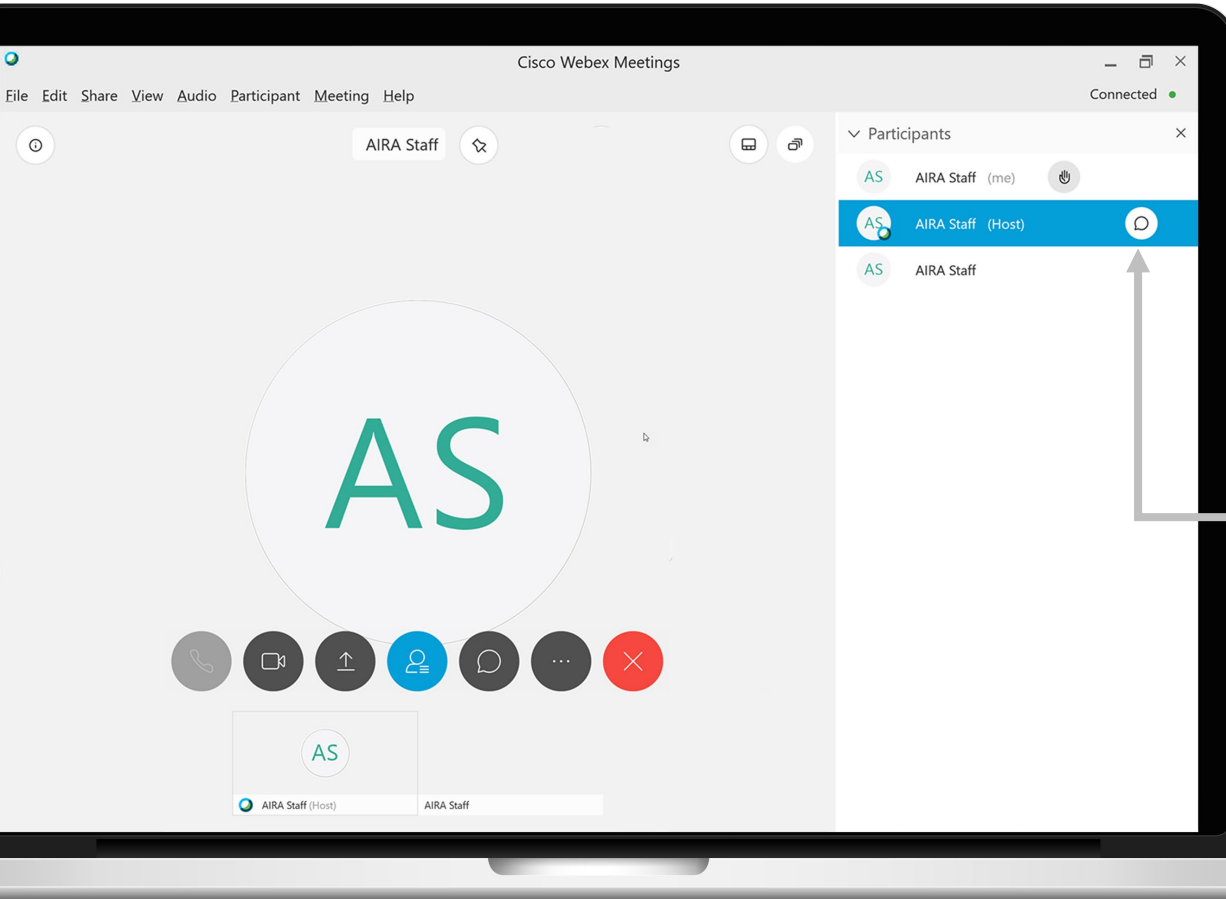 Cisco Webex Meetings
File Edit Share View Audio Participant Meeting Help
Connected
AIRA Staff
Participants
AS AIRA Staff (me)
AS AIRA Staff (Host)
AS AIRA Staff
AS
AS
AIRA Staff (Host)
AIRA Staff